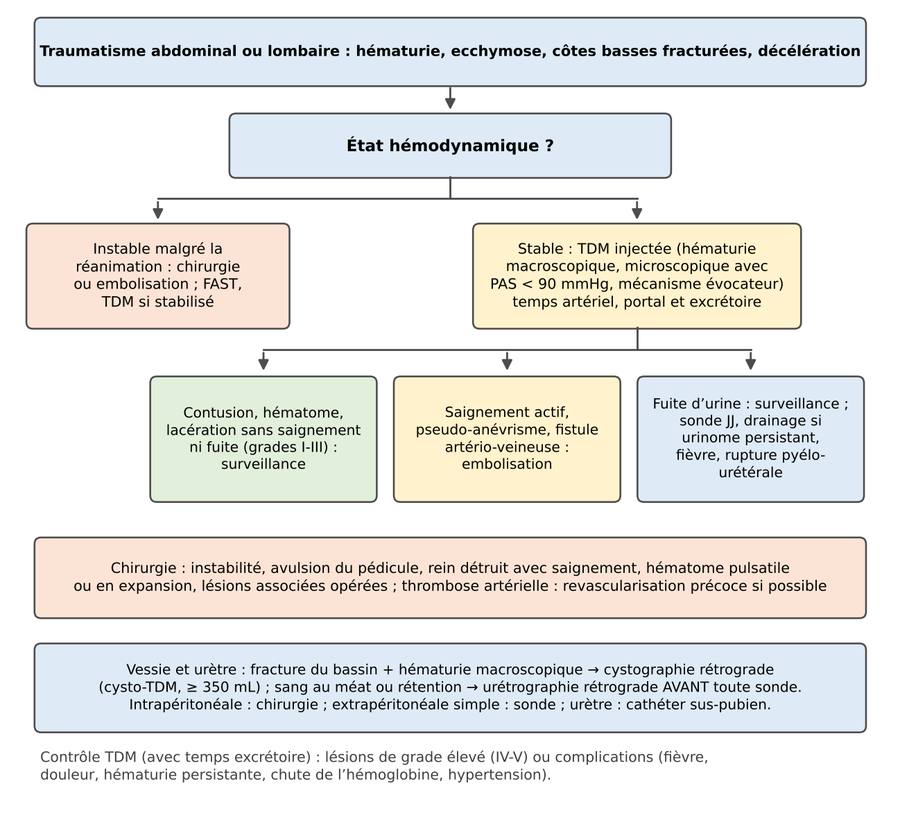 Traumatisme abdominal ou lombaire : hématurie, ecchymose, côtes basses fracturées, décélération
État hémodynamique ?
Instable malgré la
réanimation : chirurgie
ou embolisation ; FAST,
TDM si stabilisé
Stable : TDM injectée (hématurie
macroscopique, microscopique avec
PAS < 90 mmHg, mécanisme évocateur)
temps artériel, portal et excrétoire
Contusion, hématome,
lacération sans saignement
ni fuite (grades I-III) :
surveillance
Saignement actif,
pseudo-anévrisme, fistule
artério-veineuse :
embolisation
Fuite d’urine : surveillance ;
sonde JJ, drainage si
urinome persistant,
fièvre, rupture pyélo-
urétérale
Chirurgie : instabilité, avulsion du pédicule, rein détruit avec saignement, hématome pulsatile
ou en expansion, lésions associées opérées ; thrombose artérielle : revascularisation précoce si possible
Vessie et urètre : fracture du bassin + hématurie macroscopique → cystographie rétrograde
(cysto-TDM, ≥ 350 mL) ; sang au méat ou rétention → urétrographie rétrograde AVANT toute sonde.
Intrapéritonéale : chirurgie ; extrapéritonéale simple : sonde ; urètre : cathéter sus-pubien.
Contrôle TDM (avec temps excrétoire) : lésions de grade élevé (IV-V) ou complications (fièvre,
douleur, hématurie persistante, chute de l’hémoglobine, hypertension).